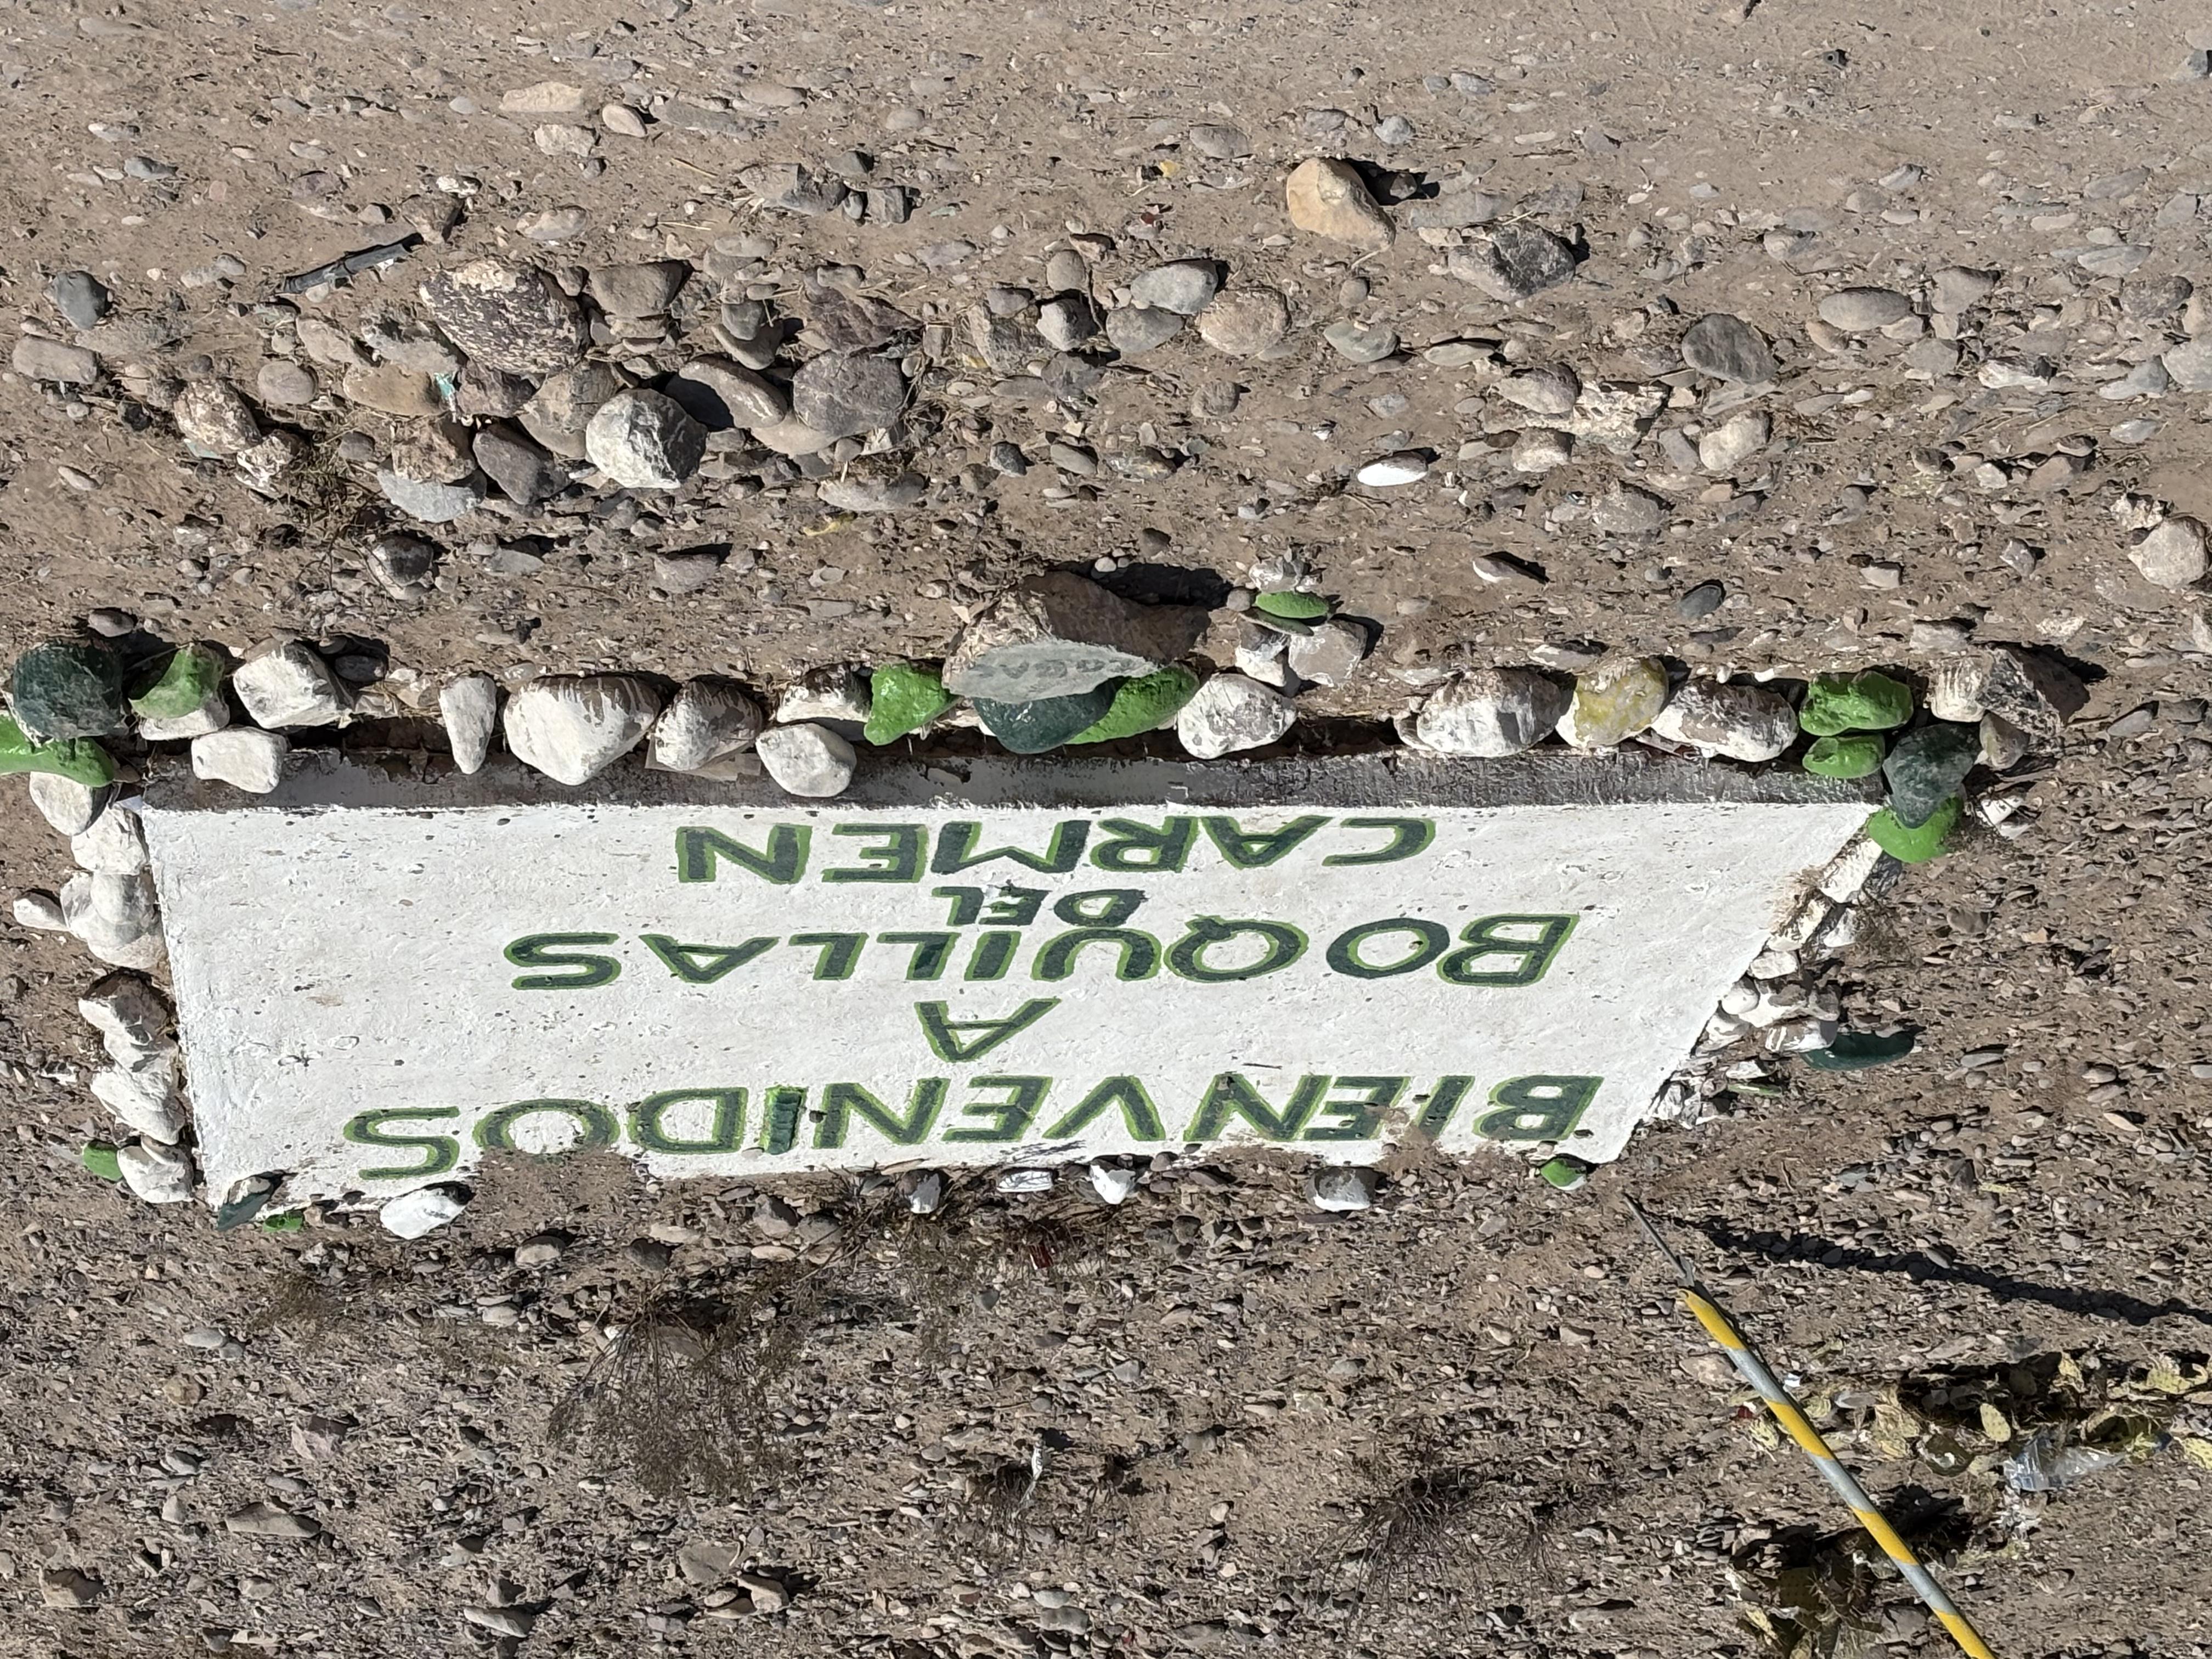 BIENVENIDOS
A
BOQUILLAS
DEL
CARMEN